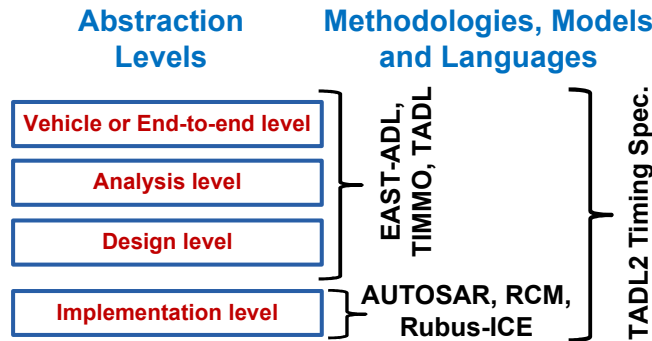 Abstraction
Levels
Methodologies, Models
and Languages
Vehicle or End-to-end level
Analysis level
Design level
Implementation level
EAST-ADL,
TIMMO, TADL
AUTOSAR, RCM,
Rubus-ICE
TADL2 Timing Spec.